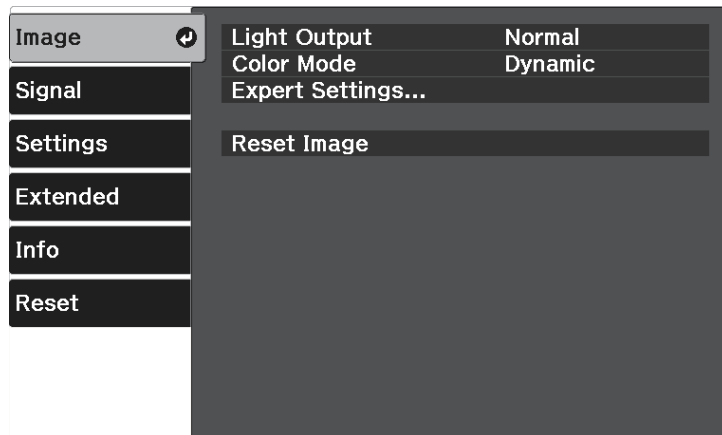 Image
Signal
Settings
Extended
Info
Reset
Light Output Normal
Color Mode Dynamic
Expert Settings...
Reset Image